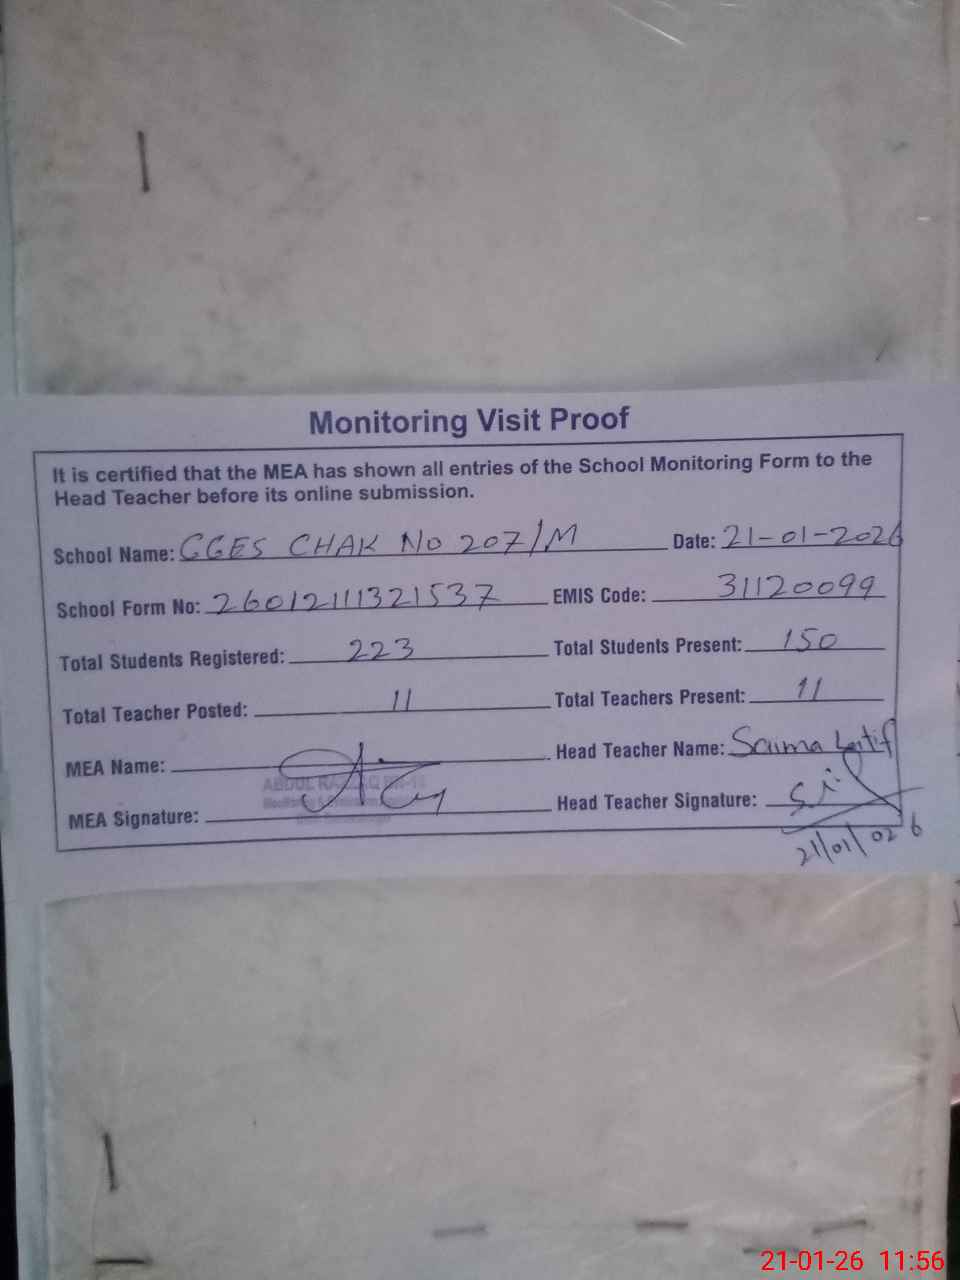 Monitoring Visit Proof
It is certified that the MEA has shown all entries of the School Monitoring Form to the
Head Teacher before its online submission.
School Name: GGES CHAK No 207/M Date: 21-01-2026
School Form No: 26012111321537 EMIS Code: 31120099
Total Students Registered: 223 Total Students Present: 150
Total Teacher Posted: 11 Total Teachers Present: 11
MEA Name: Head Teacher Name: Saima Latif
ABDUL
MEA Signature: Head Teacher Signature:
21/01/026
21-01-26 11:56